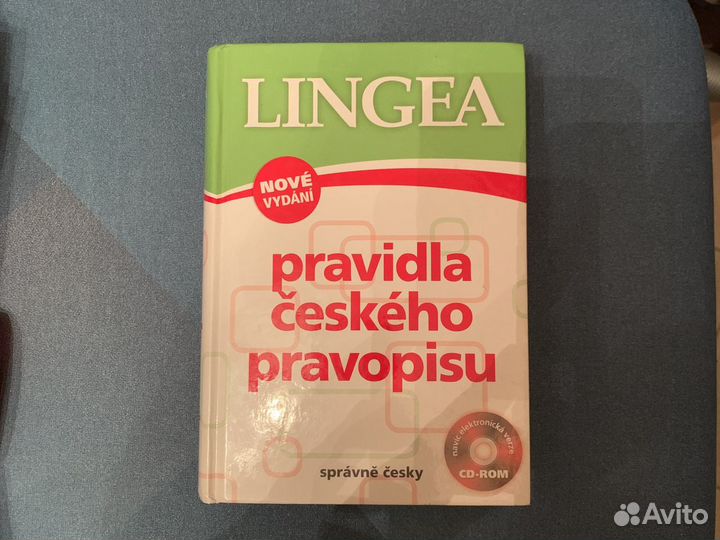 LINGEA
NOVÉ
VYDÁNÍ
pravidla
českého
pravopisu
navíc elektronická verze
CD-ROM
správně česky
Avito